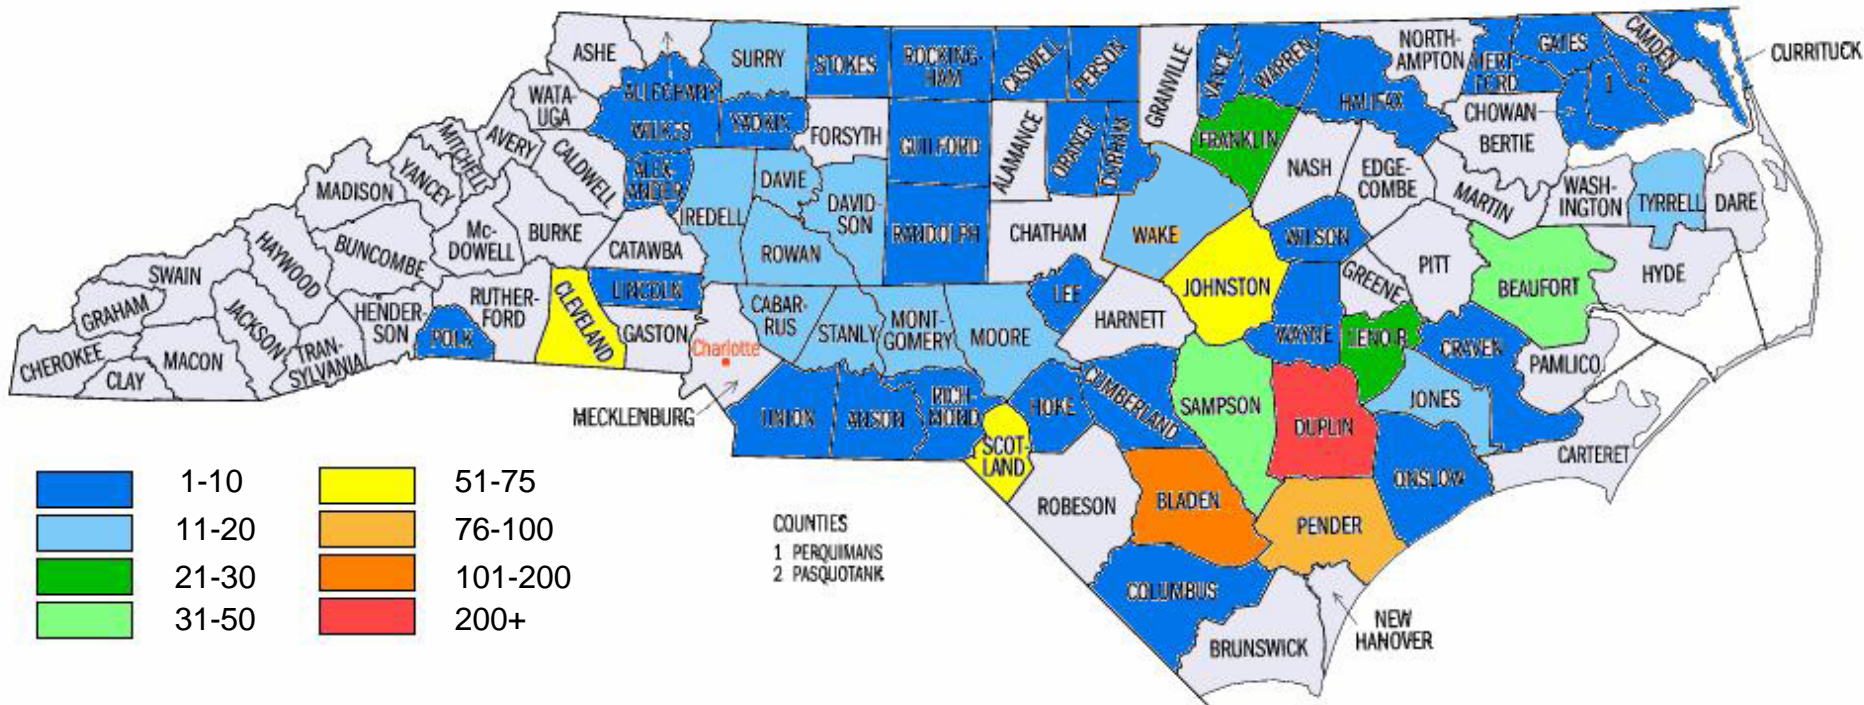 ASHE
SURRY
STOKES
ROCKING-
HAM
CASWELL
PERSON
GRANVILLE
VANCE
WARREN
NORTH-
AMPTON
HERT-
FORD
GATES
CAMDEN
CURRITUCK
ALLEGHANY
WATA-
UGA
WILKES
YADKIN
FORSYTH
GUILFORD
ALAMANCE
ORANGE
DURHAM
FRANKLIN
HALIFAX
CHOWAN
BERTIE
1
2
2
MITCHELL
AVERY
CALDWELL
ALEX-
ANDER
IREDELL
DAVIE
DAVID-
SON
RANDOLPH
CHATHAM
WAKE
NASH
EDGE-
COMBE
MARTIN
WASH-
INGTON
TYRRELL
DARE
MADISON
YANCEY
McDOWELL
BURKE
CATAWBA
ROWAN
JOHNSTON
WILSON
GREENE
PITT
BEAUFORT
HYDE
SWAIN
HAYWOOD
BUNCOMBE
RUTHER-
FORD
CLEVELAND
LINCOLN
CABAR-
RUS
STANLY
MONT-
GOMERY
MOORE
LEE
HARNETT
WAYNE
LENOIR
CRAVEN
PAMLICO
GRAHAM
JACKSON
HENDER-
SON
POLK
GASTON
Charlotte
CHEROKEE
CLAY
MACON
TRAN-
SYLVANIA
MECKLENBURG
UNION
ANSON
RICH-
MOND
HOKE
CUMBERLAND
SAMPSON
DUPLIN
JONES
CARTERET
SCOT-
LAND
ROBESON
BLADEN
PENDER
ONSLOW
COLUMBUS
BRUNSWICK
NEW
HANOVER
1-10
11-20
21-30
31-50
51-75
76-100
101-200
200+
COUNTIES
1 PERQUIMANS
2 PASQUOTANK